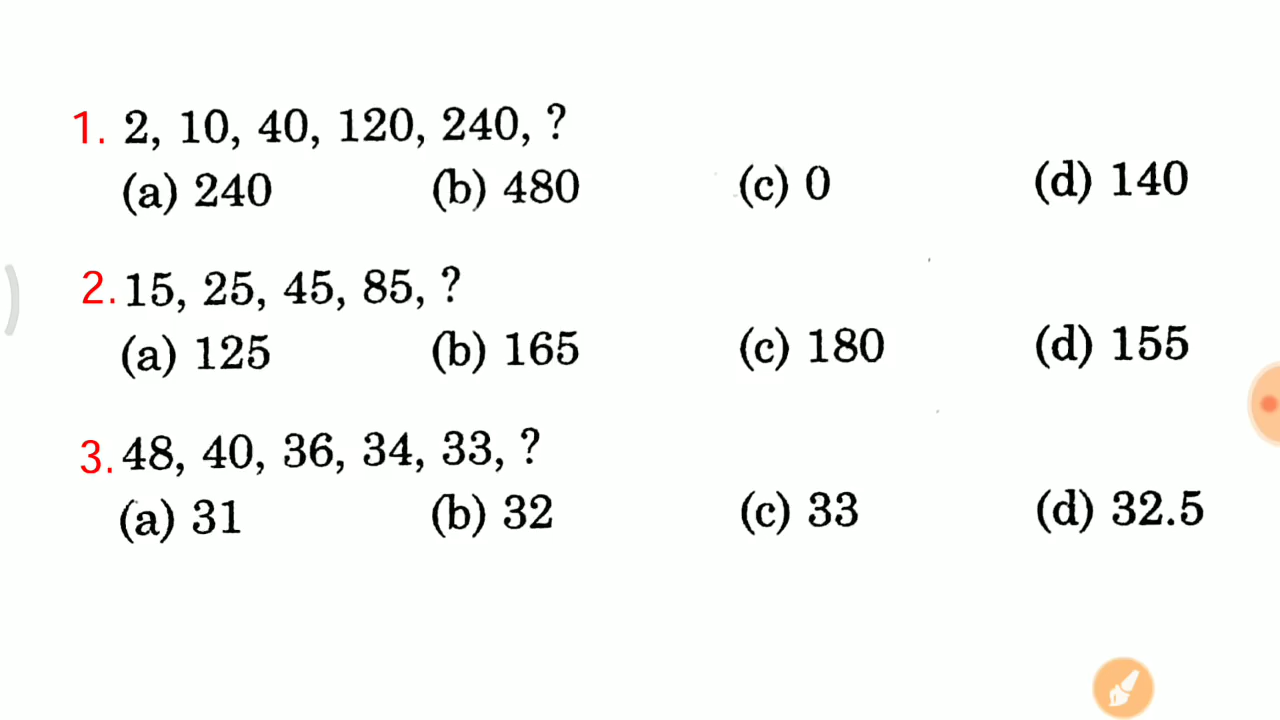 1. 2, 10, 40, 120, 240, ?
(a) 240 (b) 480 (c) 0 (d) 140
2. 15, 25, 45, 85, ?
(a) 125 (b) 165 (c) 180 (d) 155
3. 48, 40, 36, 34, 33, ?
(a) 31 (b) 32 (c) 33 (d) 32.5